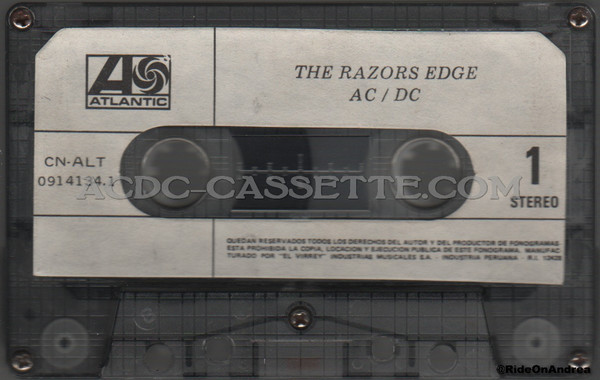 ATLANTIC
THE RAZORS EDGE
AC / DC
CN-ALT
0914134.1
1
STEREO
ACDC-CASSETTE.COM
QUEDAN RESERVADOS TODOS LOS DERECHOS DEL AUTOR Y DEL PRODUCTOR DE FONOGRAMAS
ESTA PROHIBIDA LA COPIA, LOCACION Y EJECUCION PUBLICA DE ESTE FONOGRAMA. MANUFAC
TURADO POR "EL VIRREY" INDUSTRIAS MUSICALES S.A. - INDUSTRIA PERUANA - R.I.
©RideOnAndrea